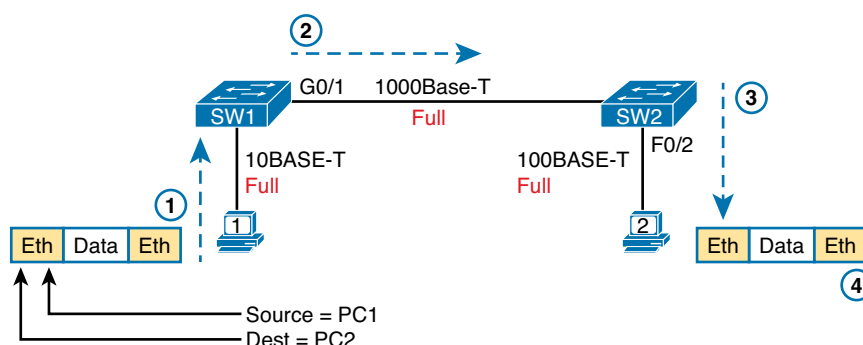 2
G0/1 1000Base-T
Full
SW1
SW2
3
F0/2
10BASE-T
Full
100BASE-T
Full
1
1
2
Eth Data Eth
Eth Data Eth
4
Source = PC1
Dest = PC2